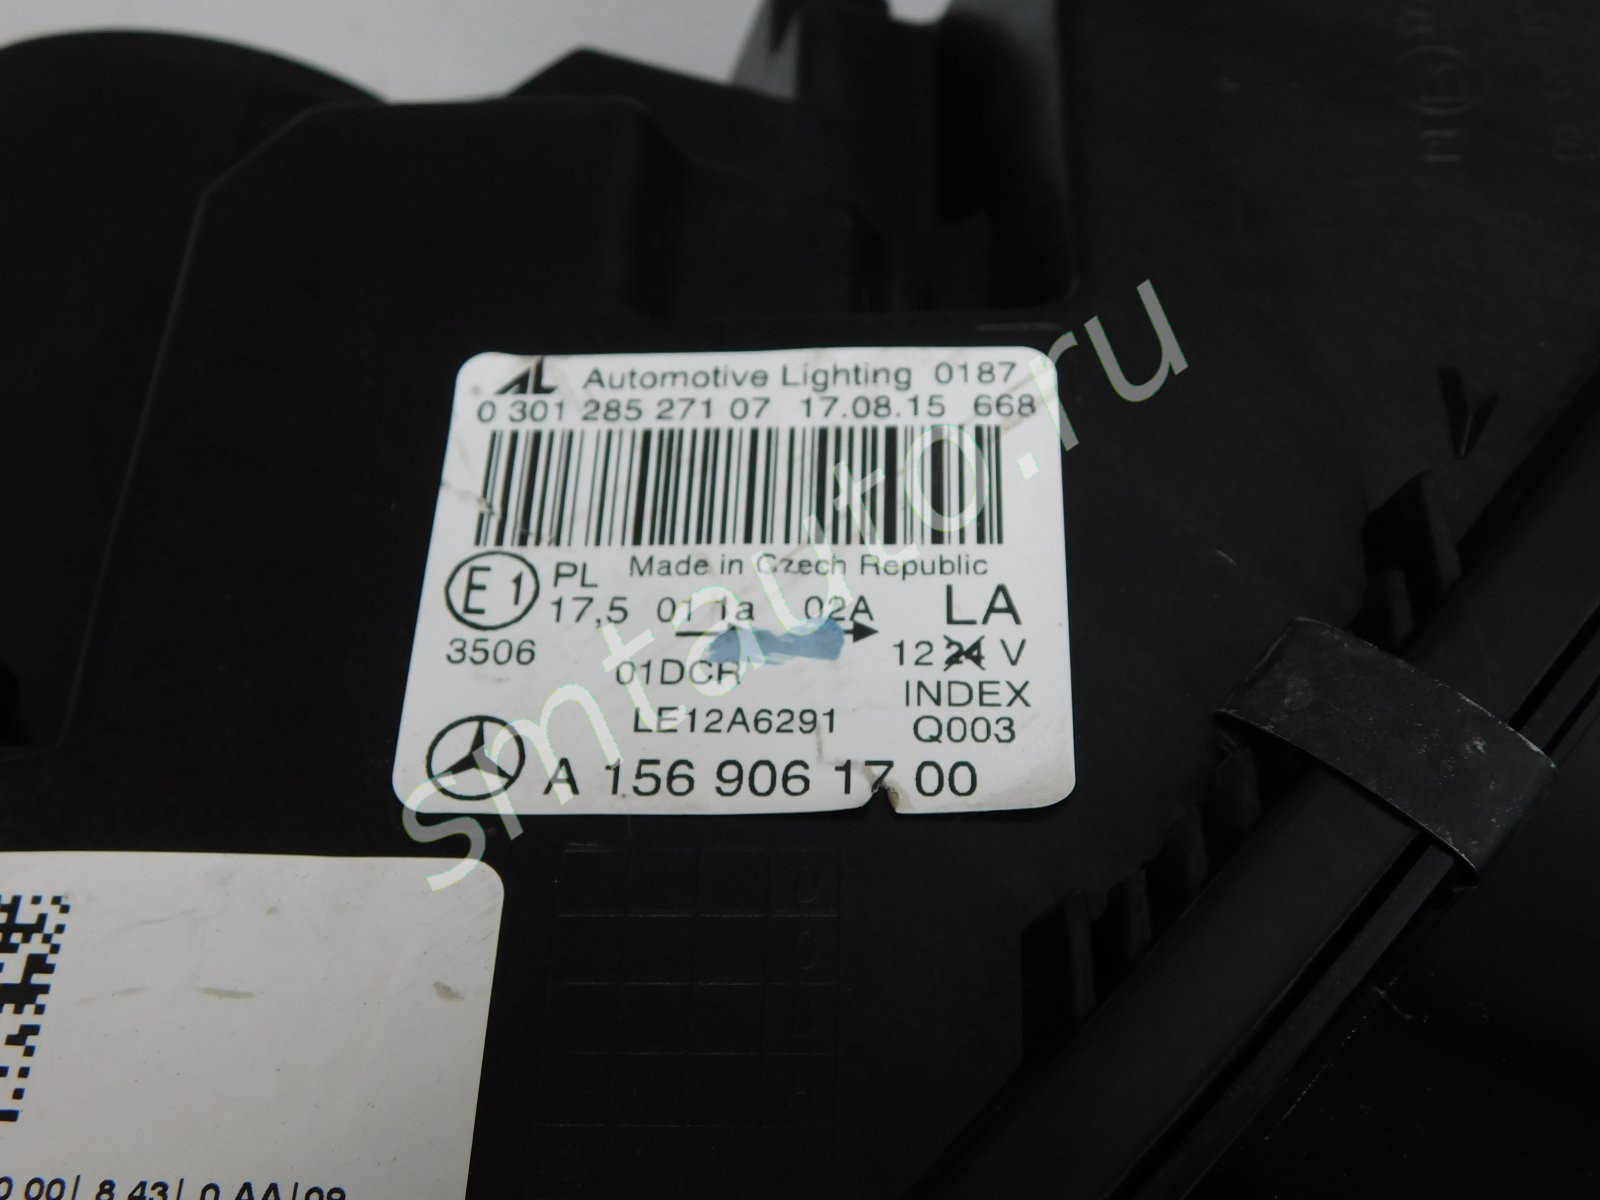 AL Automotive Lighting 0187
0 301 285 271 07 17.08.15 668
Made in Czech Republic
E1 PL
17,5 01 1a 02A LA
3506
12 24 V
01DCR
INDEX
LE12A6291
Q003
A 156 906 17 00
smtauto.ru